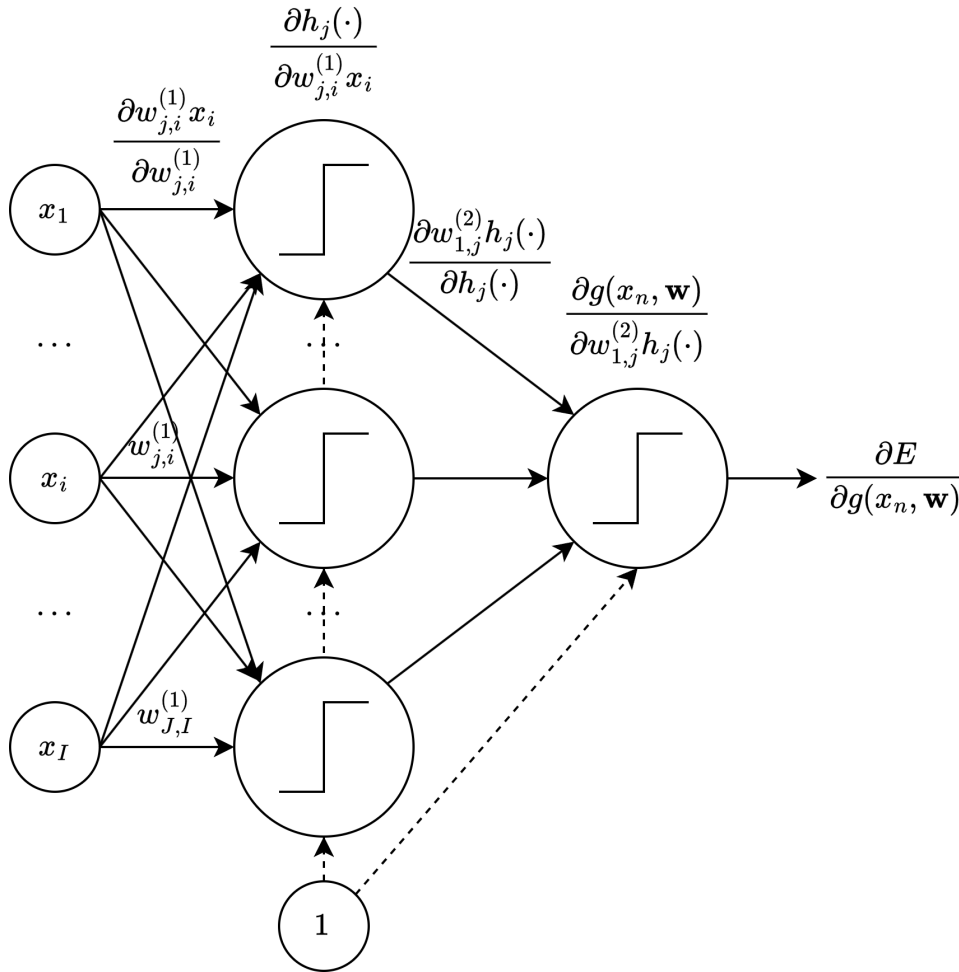 ∂h_j(·)
∂w_{j,i}^{(1)} x_i
∂w_{j,i}^{(1)} x_i
∂w_{j,i}^{(1)}
x_1
∂w_{1,j}^{(2)} h_j(·)
∂h_j(·)
∂g(x_n, **w**)
∂w_{1,j}^{(2)} h_j(·)
...
...
w_{j,i}^{(1)}
x_i
∂E
∂g(x_n, **w**)
...
...
w_{J,I}^{(1)}
x_I
1